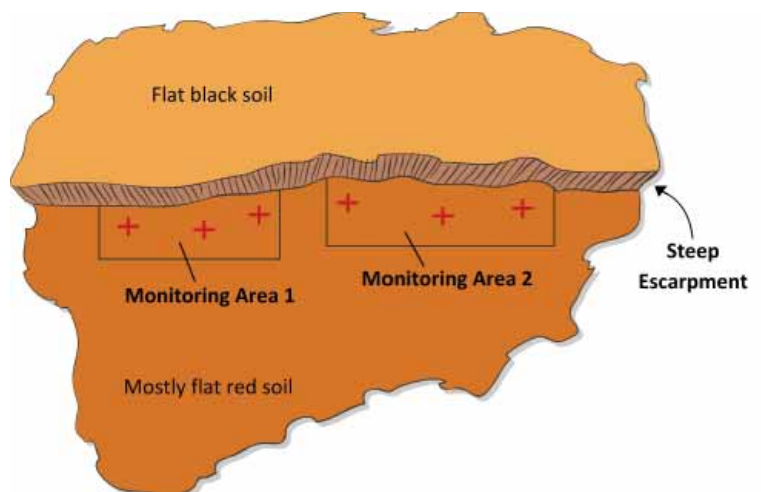 Flat black soil
Steep
Escarpment
Monitoring Area 1
Monitoring Area 2
Mostly flat red soil